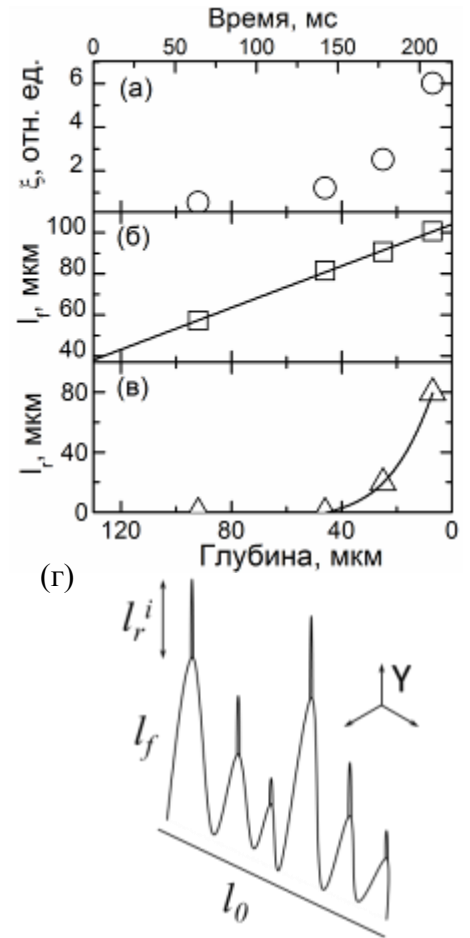 Время, мс
0 50 100 150 200
6
4
2
ξ, отн. ед.
(а)
100
80
60
40
l_f, мкм
(б)
80
40
0
l_r, мкм
(в)
120 80 40 0
Глубина, мкм
(г)
l_r^i
l_f
Y
l_0